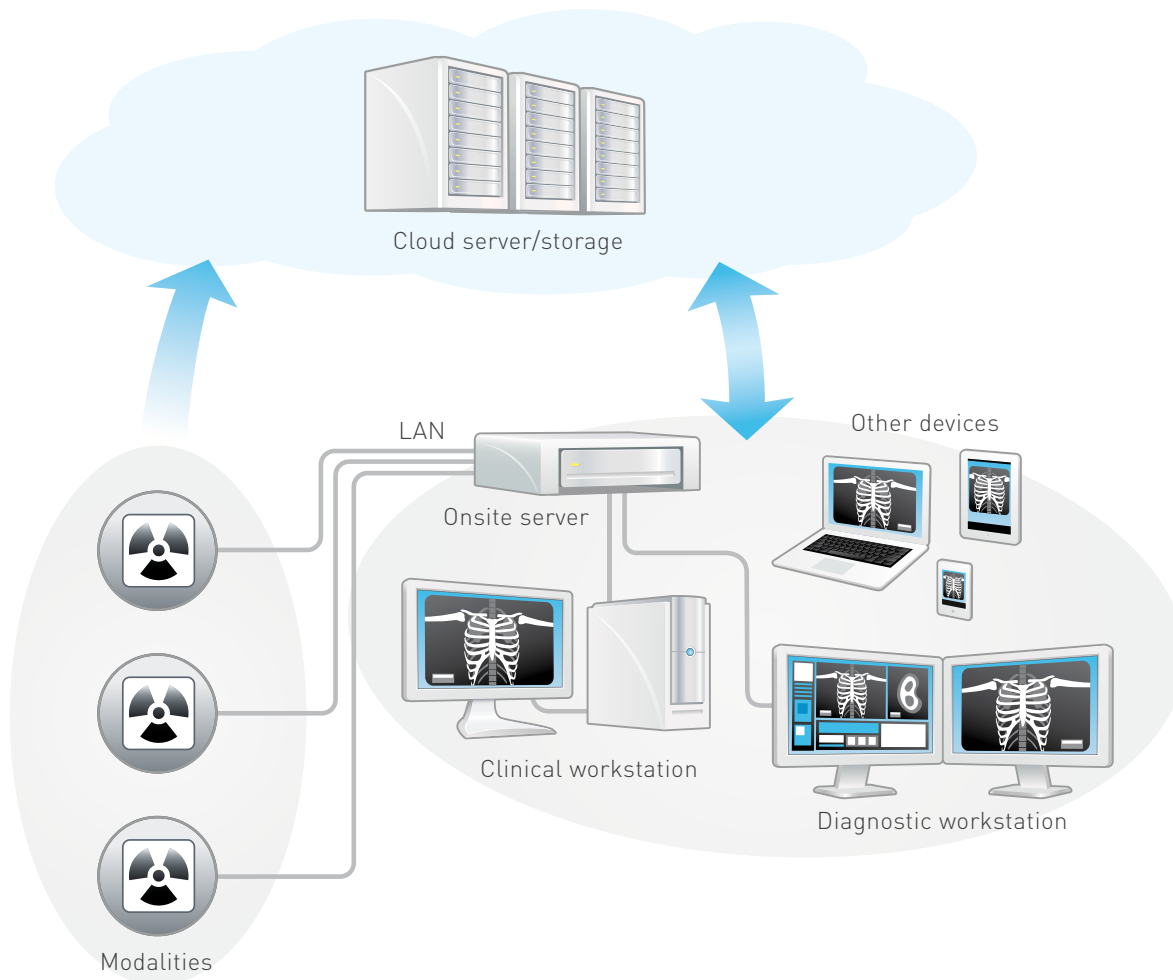 Cloud server/storage
LAN
Other devices
Onsite server
Clinical workstation
Diagnostic workstation
Modalities